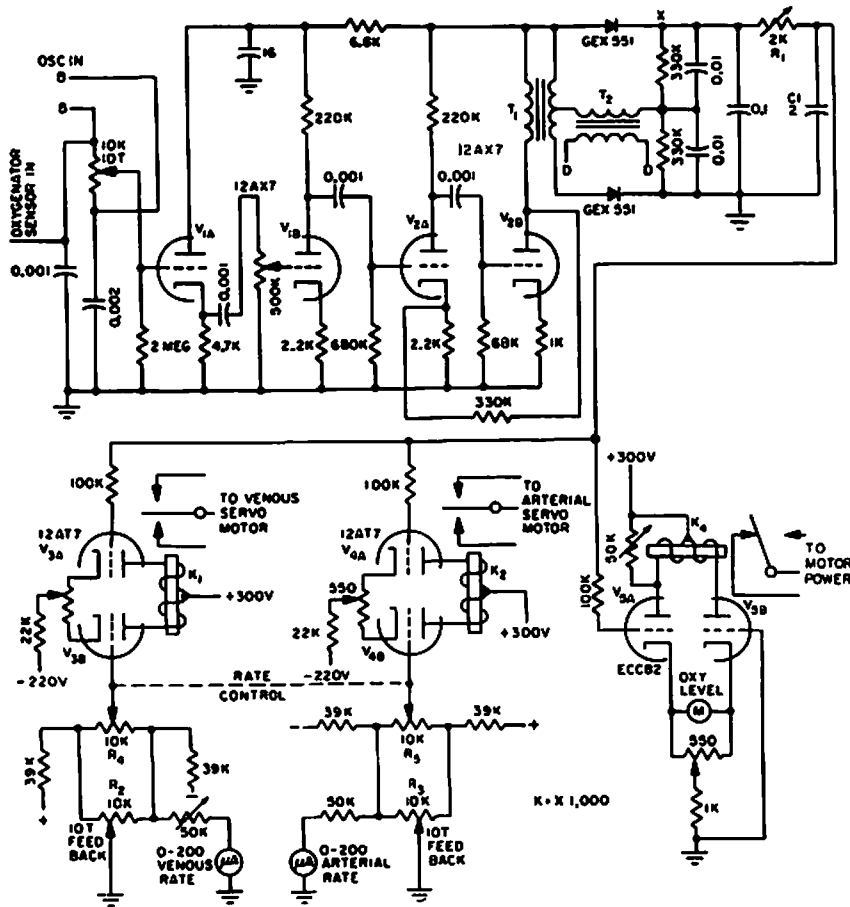 OSC IN
B
B
16
6.8K
GEX 551
X
2K
R1
330K
0.01
220K
220K
T1
T2
0.1
C1
2
OXYGENATOR
SENSOR IN
10K
10T
12AX7
0.001
12AX7
0.001
D
D
330K
0.01
GEX 551
V1A
V1B
V2A
V2B
0.001
0.002
0.001
500K
2 MEG
4.7K
2.2K
680K
2.2K
68K
1K
330K
100K
TO VENOUS
SERVO
MOTOR
100K
TO
ARTERIAL
SERVO
MOTOR
+300V
K4
50K
TO
MOTOR
POWER
12AT7
V3A
K1
+300V
12AT7
V4A
550
K2
+300V
100K
V5A
V5B
22K
V3B
-220V
22K
V4B
-220V
ECC82
OXY
LEVEL
M
550
1K
RATE
CONTROL
39K
+
10K
R4
39K
-
- 39K
10K
R5
39K +
R2
10K
50K
10T
FEED
BACK
0-200
VENOUS
RATE
μA
50K
R3
10K
10T
FEED
BACK
μA
0-200
ARTERIAL
RATE
K = X 1,000